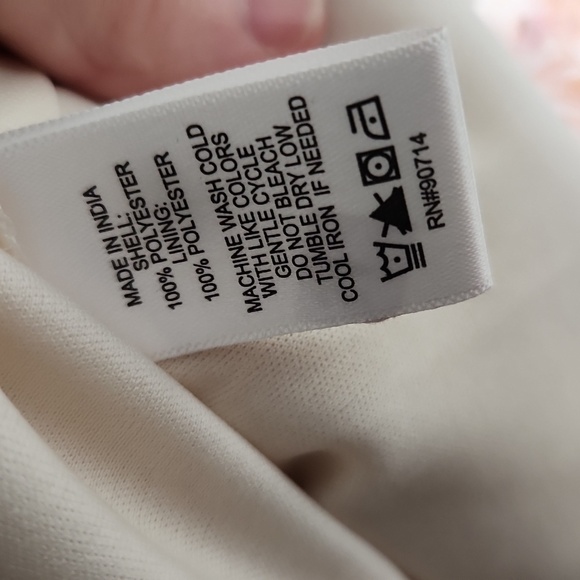 MADE IN INDIA
SHELL:
100% POLYESTER
LINING:
100% POLYESTER
MACHINE WASH COLD
WITH LIKE COLORS
GENTLE CYCLE
DO NOT BLEACH
TUMBLE DRY LOW
COOL IRON IF NEEDED
RN#90714